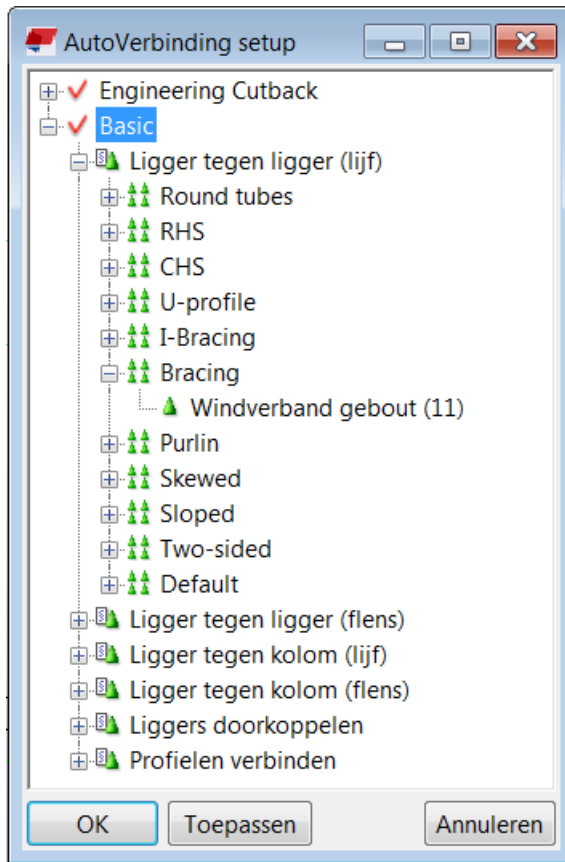 AutoVerbinding setup
Engineering Cutback
Basic
Ligger tegen ligger (lijf)
Round tubes
RHS
CHS
U-profile
I-Bracing
Bracing
Windverband gebout (11)
Purlin
Skewed
Sloped
Two-sided
Default
Ligger tegen ligger (flens)
Ligger tegen kolom (lijf)
Ligger tegen kolom (flens)
Liggers doorkoppelen
Profielen verbinden
OK Toepassen Annuleren